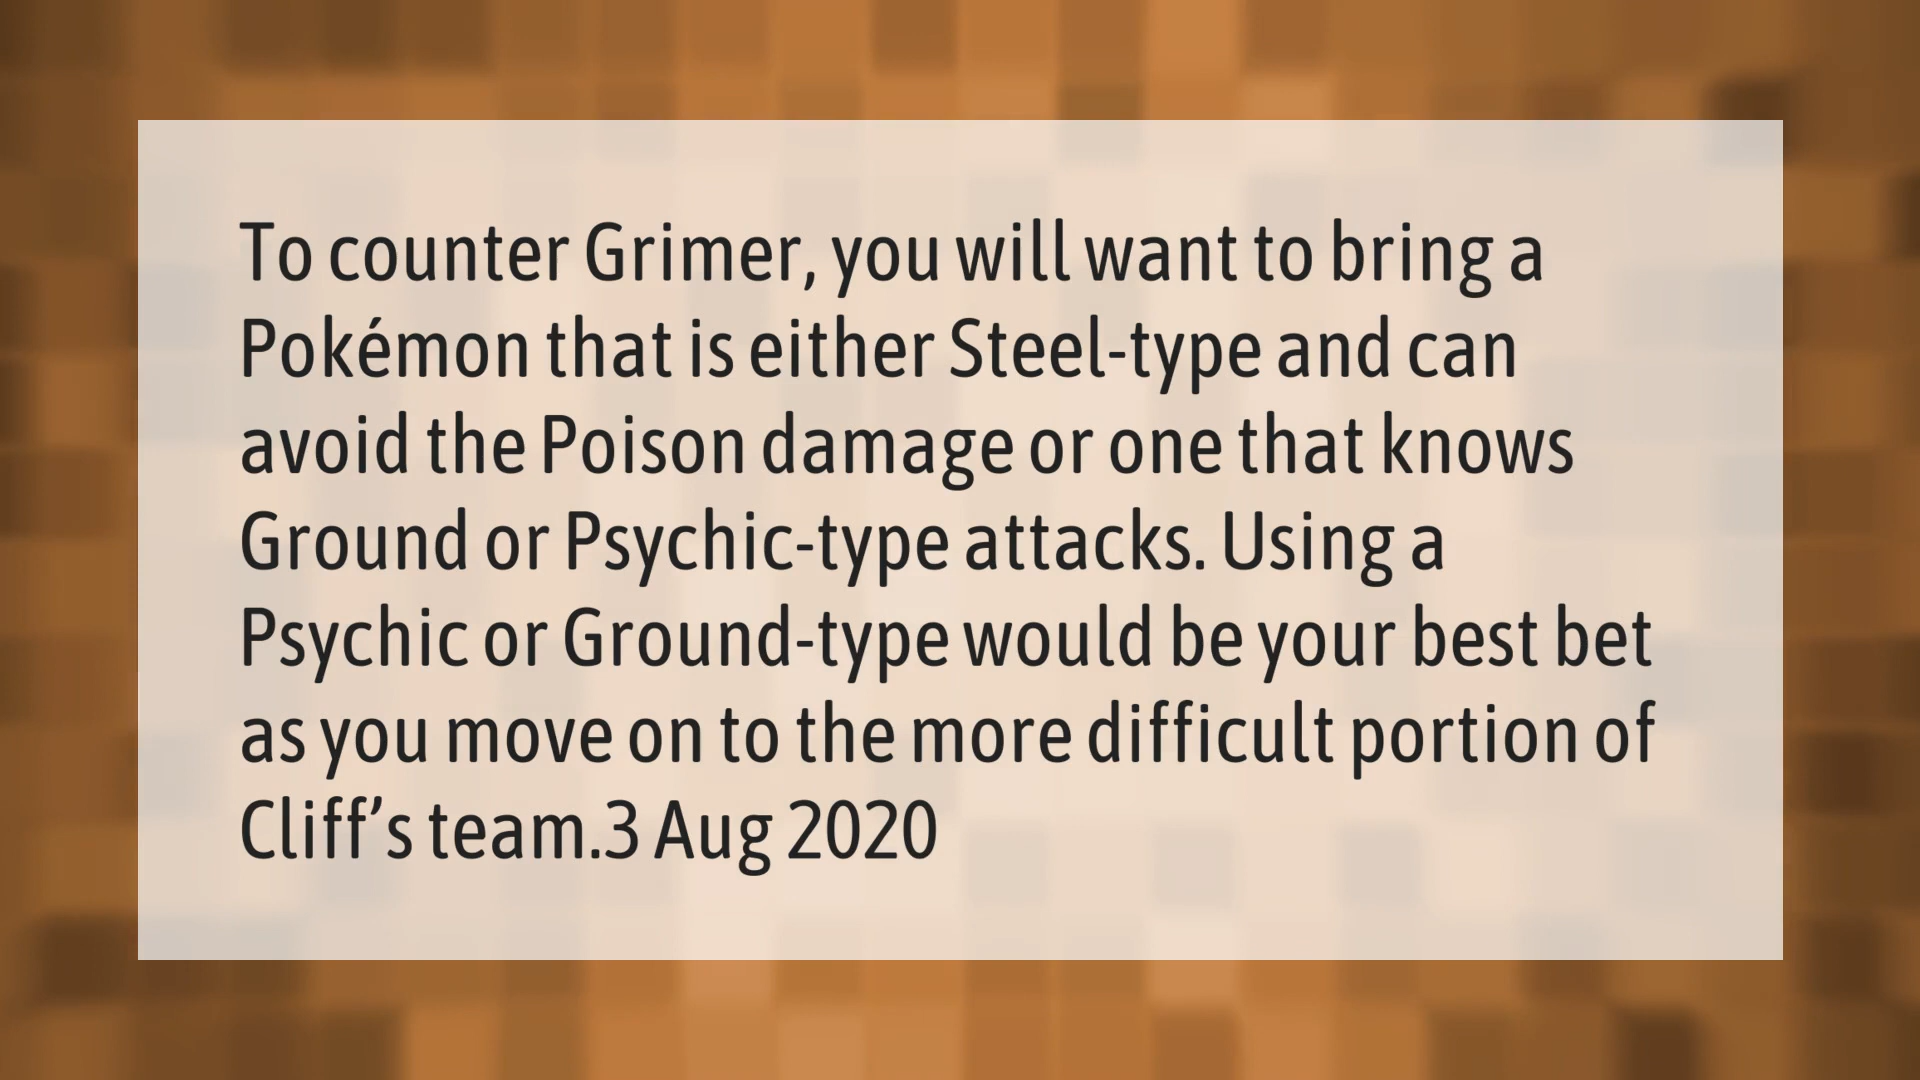 To counter Grimer, you will want to bring a
Pokémon that is either Steel-type and can
avoid the Poison damage or one that knows
Ground or Psychic-type attacks. Using a
Psychic or Ground-type would be your best bet
as you move on to the more difficult portion of
Cliff’s team.3 Aug 2020